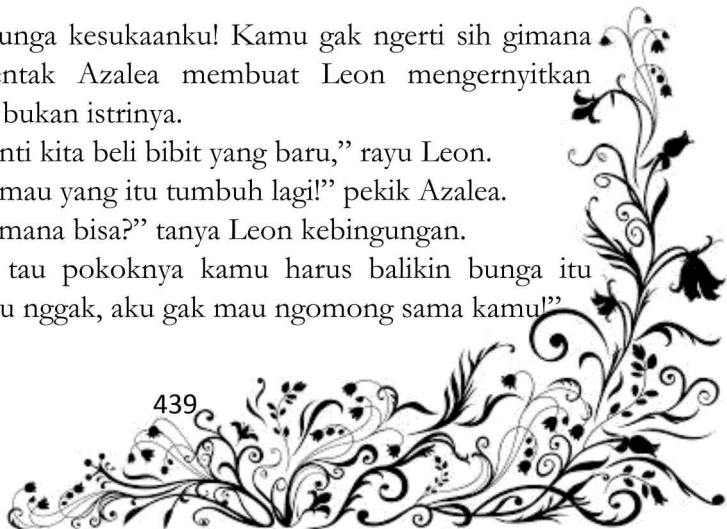 unga kesukaanku! Kamu gak ngerti sih gimana
entak Azalea membuat Leon mengernyitkan
bukan istrinya.
nti kita beli bibit yang baru,” rayu Leon.
mau yang itu tumbuh lagi!” pekik Azalea.
mana bisa?” tanya Leon kebingungan.
tau pokoknya kamu harus balikin bunga itu
u nggak, aku gak mau ngomong sama kamu!”
439